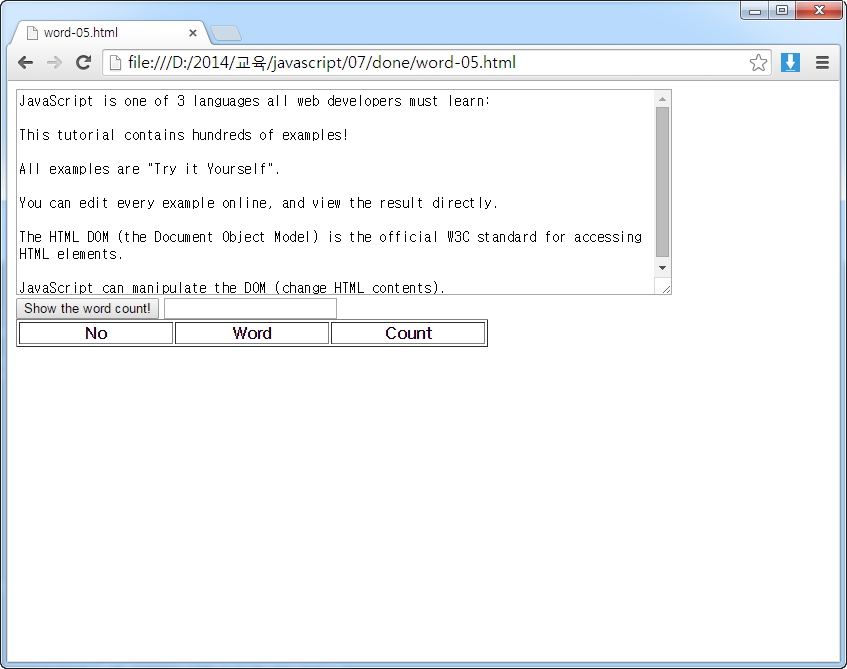 word-05.html
file:///D:/2014/교육/javascript/07/done/word-05.html
JavaScript is one of 3 languages all web developers must learn:
This tutorial contains hundreds of examples!
All examples are "Try it Yourself".
You can edit every example online, and view the result directly.
The HTML DOM (the Document Object Model) is the official W3C standard for accessing
HTML elements.
JavaScript can manipulate the DOM (change HTML contents).
Show the word count!
No Word Count